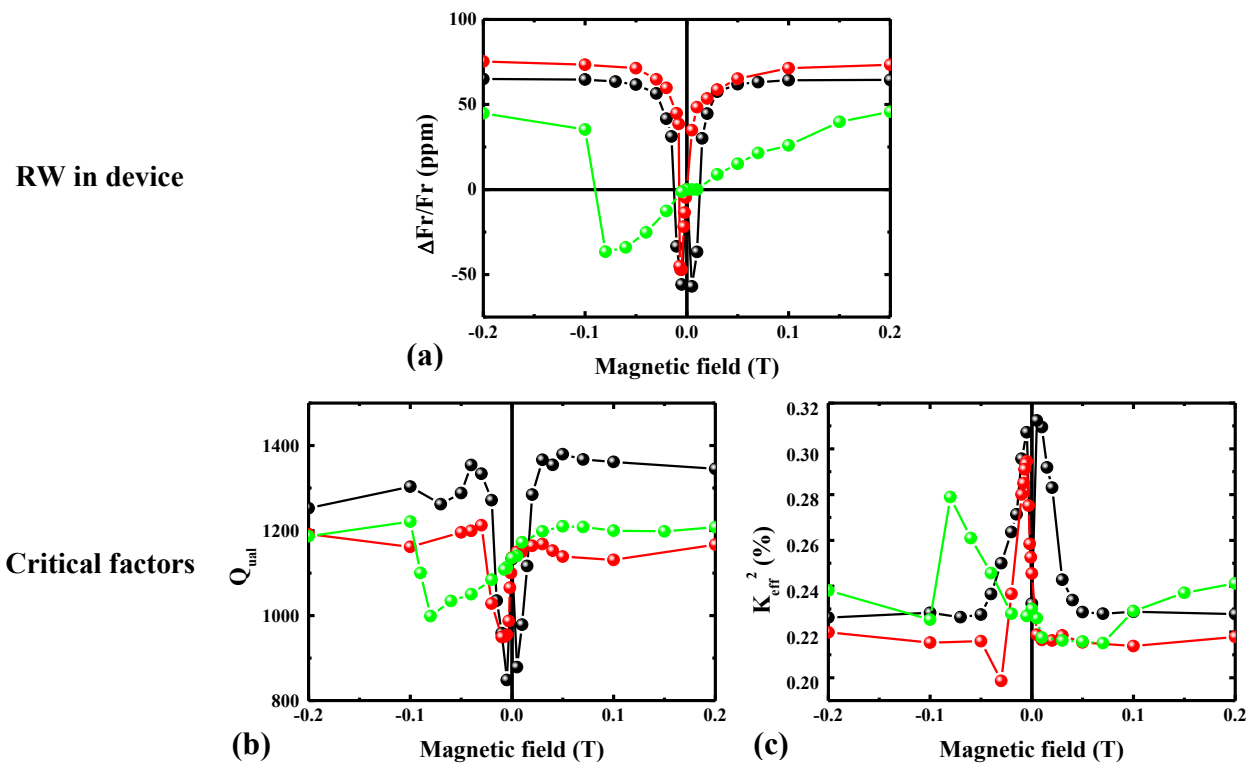 RW in device
ΔFr/Fr (ppm)
100
50
0
-50
-0.2 -0.1 0.0 0.1 0.2
(a)
Magnetic field (T)
Critical factors
Q_ual
1400
1200
1000
800
-0.2 -0.1 0.0 0.1 0.2
(b)
Magnetic field (T)
K_eff^2 (%)
0.32
0.30
0.28
0.26
0.24
0.22
0.20
-0.2 -0.1 0.0 0.1 0.2
(c)
Magnetic field (T)